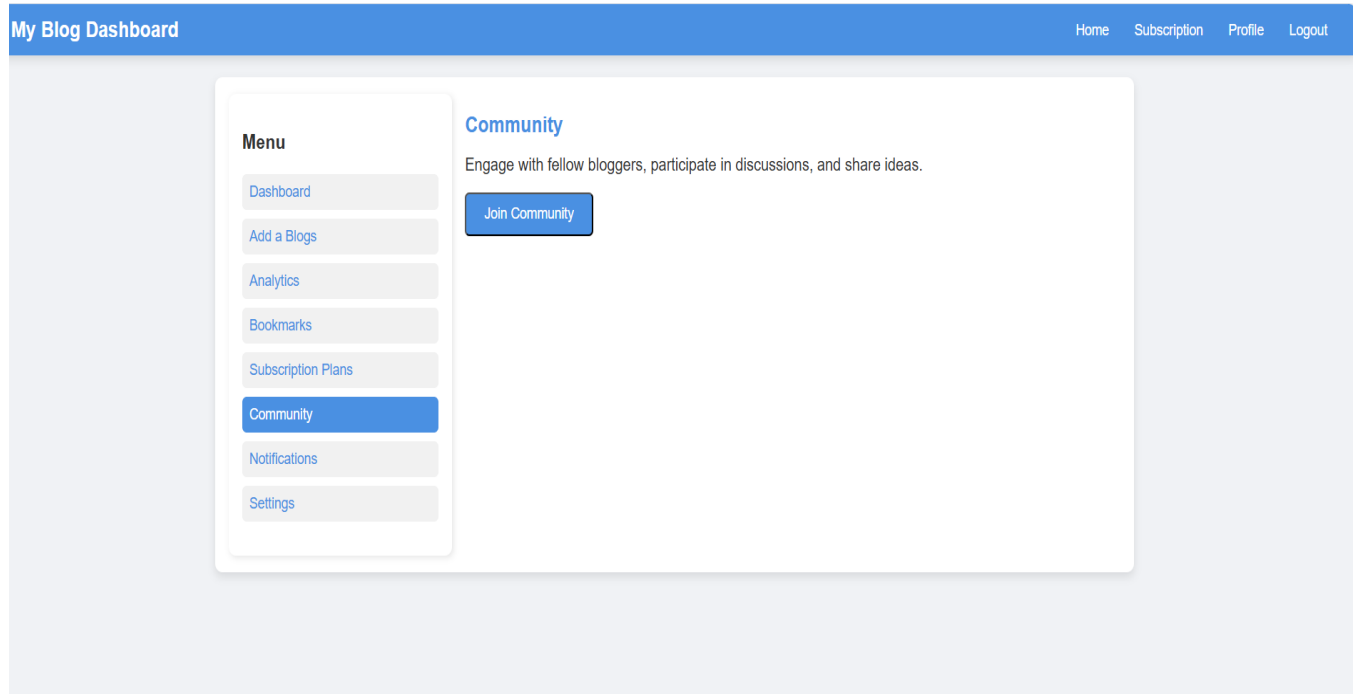 My Blog Dashboard
Home Subscription Profile Logout
Menu
Dashboard
Add a Blogs
Analytics
Bookmarks
Subscription Plans
Community
Notifications
Settings
Community
Engage with fellow bloggers, participate in discussions, and share ideas.
Join Community